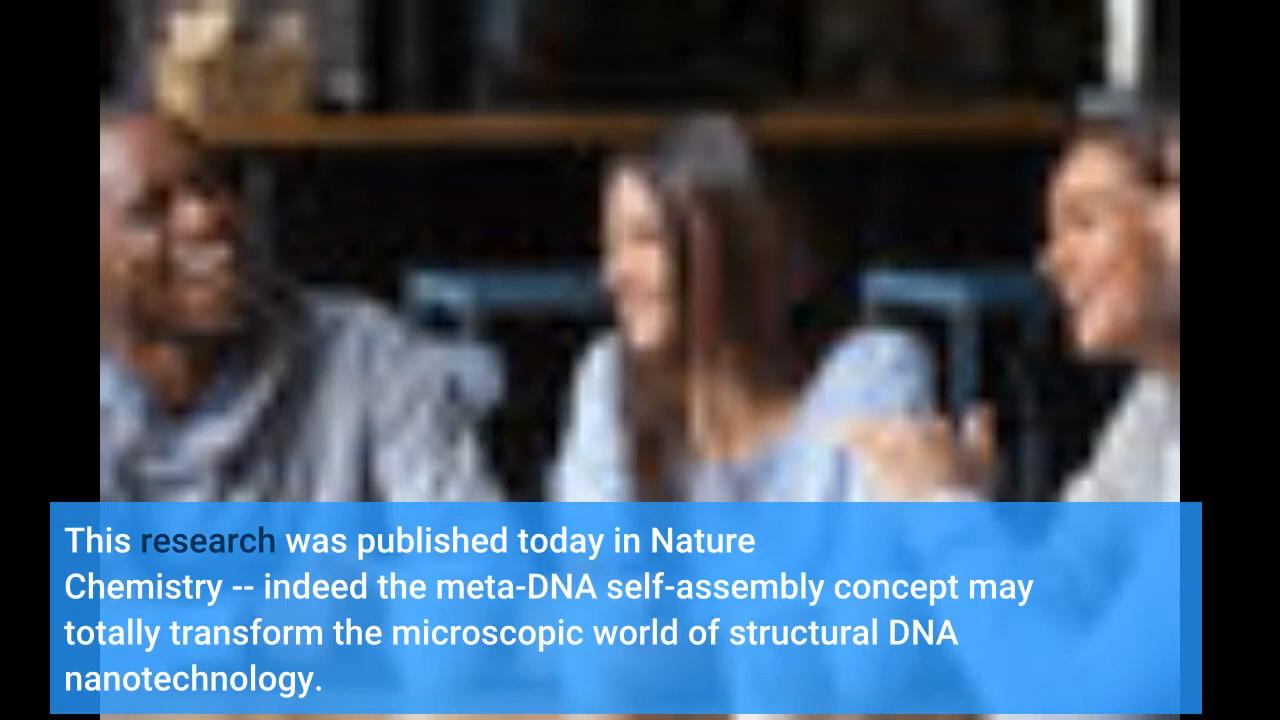 This research was published today in Nature
Chemistry -- indeed the meta-DNA self-assembly concept may
totally transform the microscopic world of structural DNA
nanotechnology.